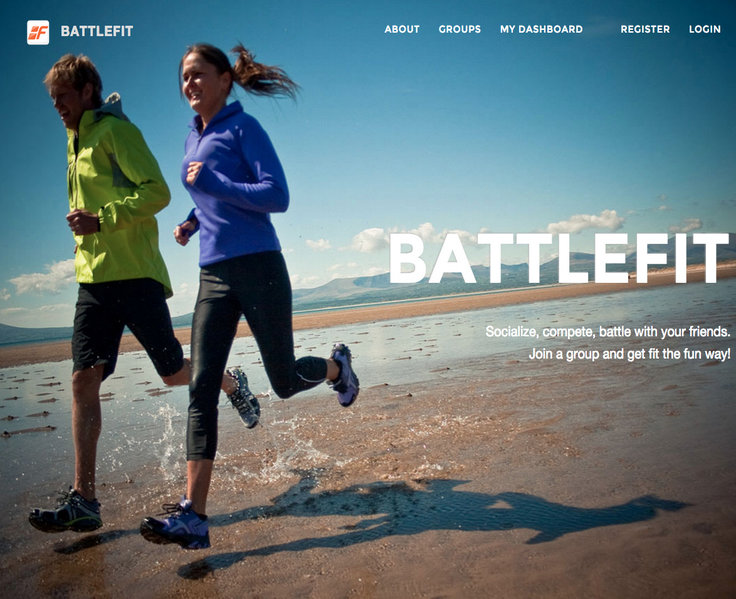 BATTLEFIT
ABOUT GROUPS MY DASHBOARD REGISTER LOGIN
BATTLEFIT
Socialize, compete, battle with your friends.
Join a group and get fit the fun way!